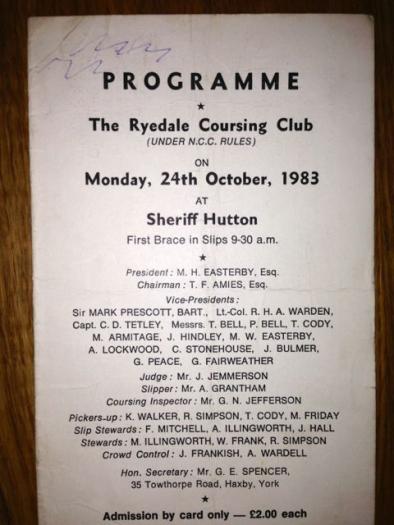 PROGRAMME
★
The Ryedale Coursing Club
(UNDER N.C.C. RULES)
ON
Monday, 24th October, 1983
AT
Sheriff Hutton
First Brace in Slips 9-30 a.m.
★
President : M. H. EASTERBY, Esq.
Chairman : T. F. AMIES, Esq.
Vice-Presidents :
Sir MARK PRESCOTT, BART., Lt.-Col. R. H. A. WARDEN,
Capt. C. D. TETLEY, Messrs. T. BELL, P. BELL, T. CODY,
M. ARMITAGE, J. HINDLEY, M. W. EASTERBY,
A. LOCKWOOD, C. STONEHOUSE, J. BULMER,
G. PEACE, G. FAIRWEATHER
Judge : Mr. J. JEMMERSON
Slipper : Mr. A. GRANTHAM
Coursing Inspector : Mr. G. N. JEFFERSON
Pickers-up : K. WALKER, R. SIMPSON, T. CODY, M. FRIDAY
Slip Stewards : F. MITCHELL, A. ILLINGWORTH, J. HALL
Stewards : M. ILLINGWORTH, W. FRANK, R. SIMPSON
Crowd Control : J. FRANKISH, A. WARDELL
Hon. Secretary : Mr. G. E. SPENCER,
35 Towthorpe Road, Haxby, York
★
Admission by card only — £2.00 each